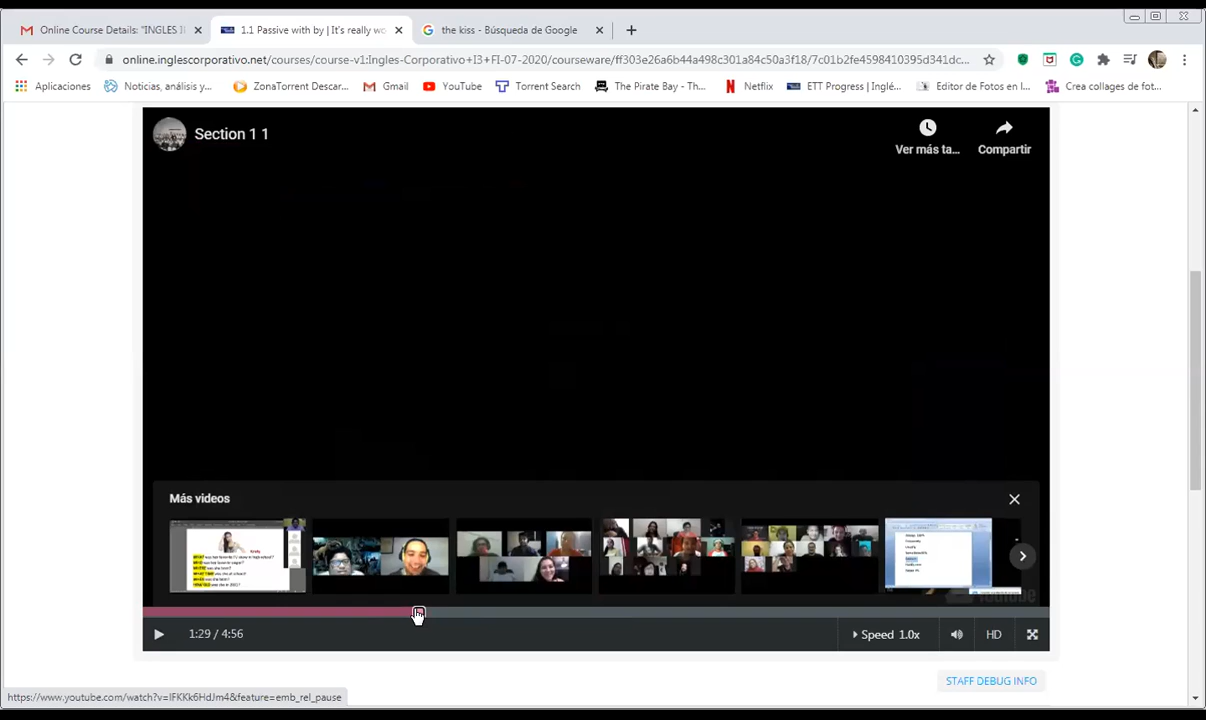 Online Course Details: "INGLES I
1.1 Passive with by | It's really wo
the kiss - Búsqueda de Google
online.inglescorporativo.net/courses/course-v1:Ingles-Corporativo+I3+FI-07-2020/courseware/ff303e26a6b44a498c301a84c50a3f18/7c01b2fe4598410395d341dc...
Aplicaciones
Noticias, análisis y...
ZonaTorrent Descar...
Gmail
YouTube
Torrent Search
The Pirate Bay - Th...
Netflix
ETT Progress | Inglé...
Editor de Fotos en l...
Crea collages de fot...
Section 1 1
Ver más ta...
Compartir
Más videos
1:29 / 4:56
Speed 1.0x
HD
STAFF DEBUG INFO
https://www.youtube.com/watch?v=IFKKk6HdJm4&feature=emb_rel_pause